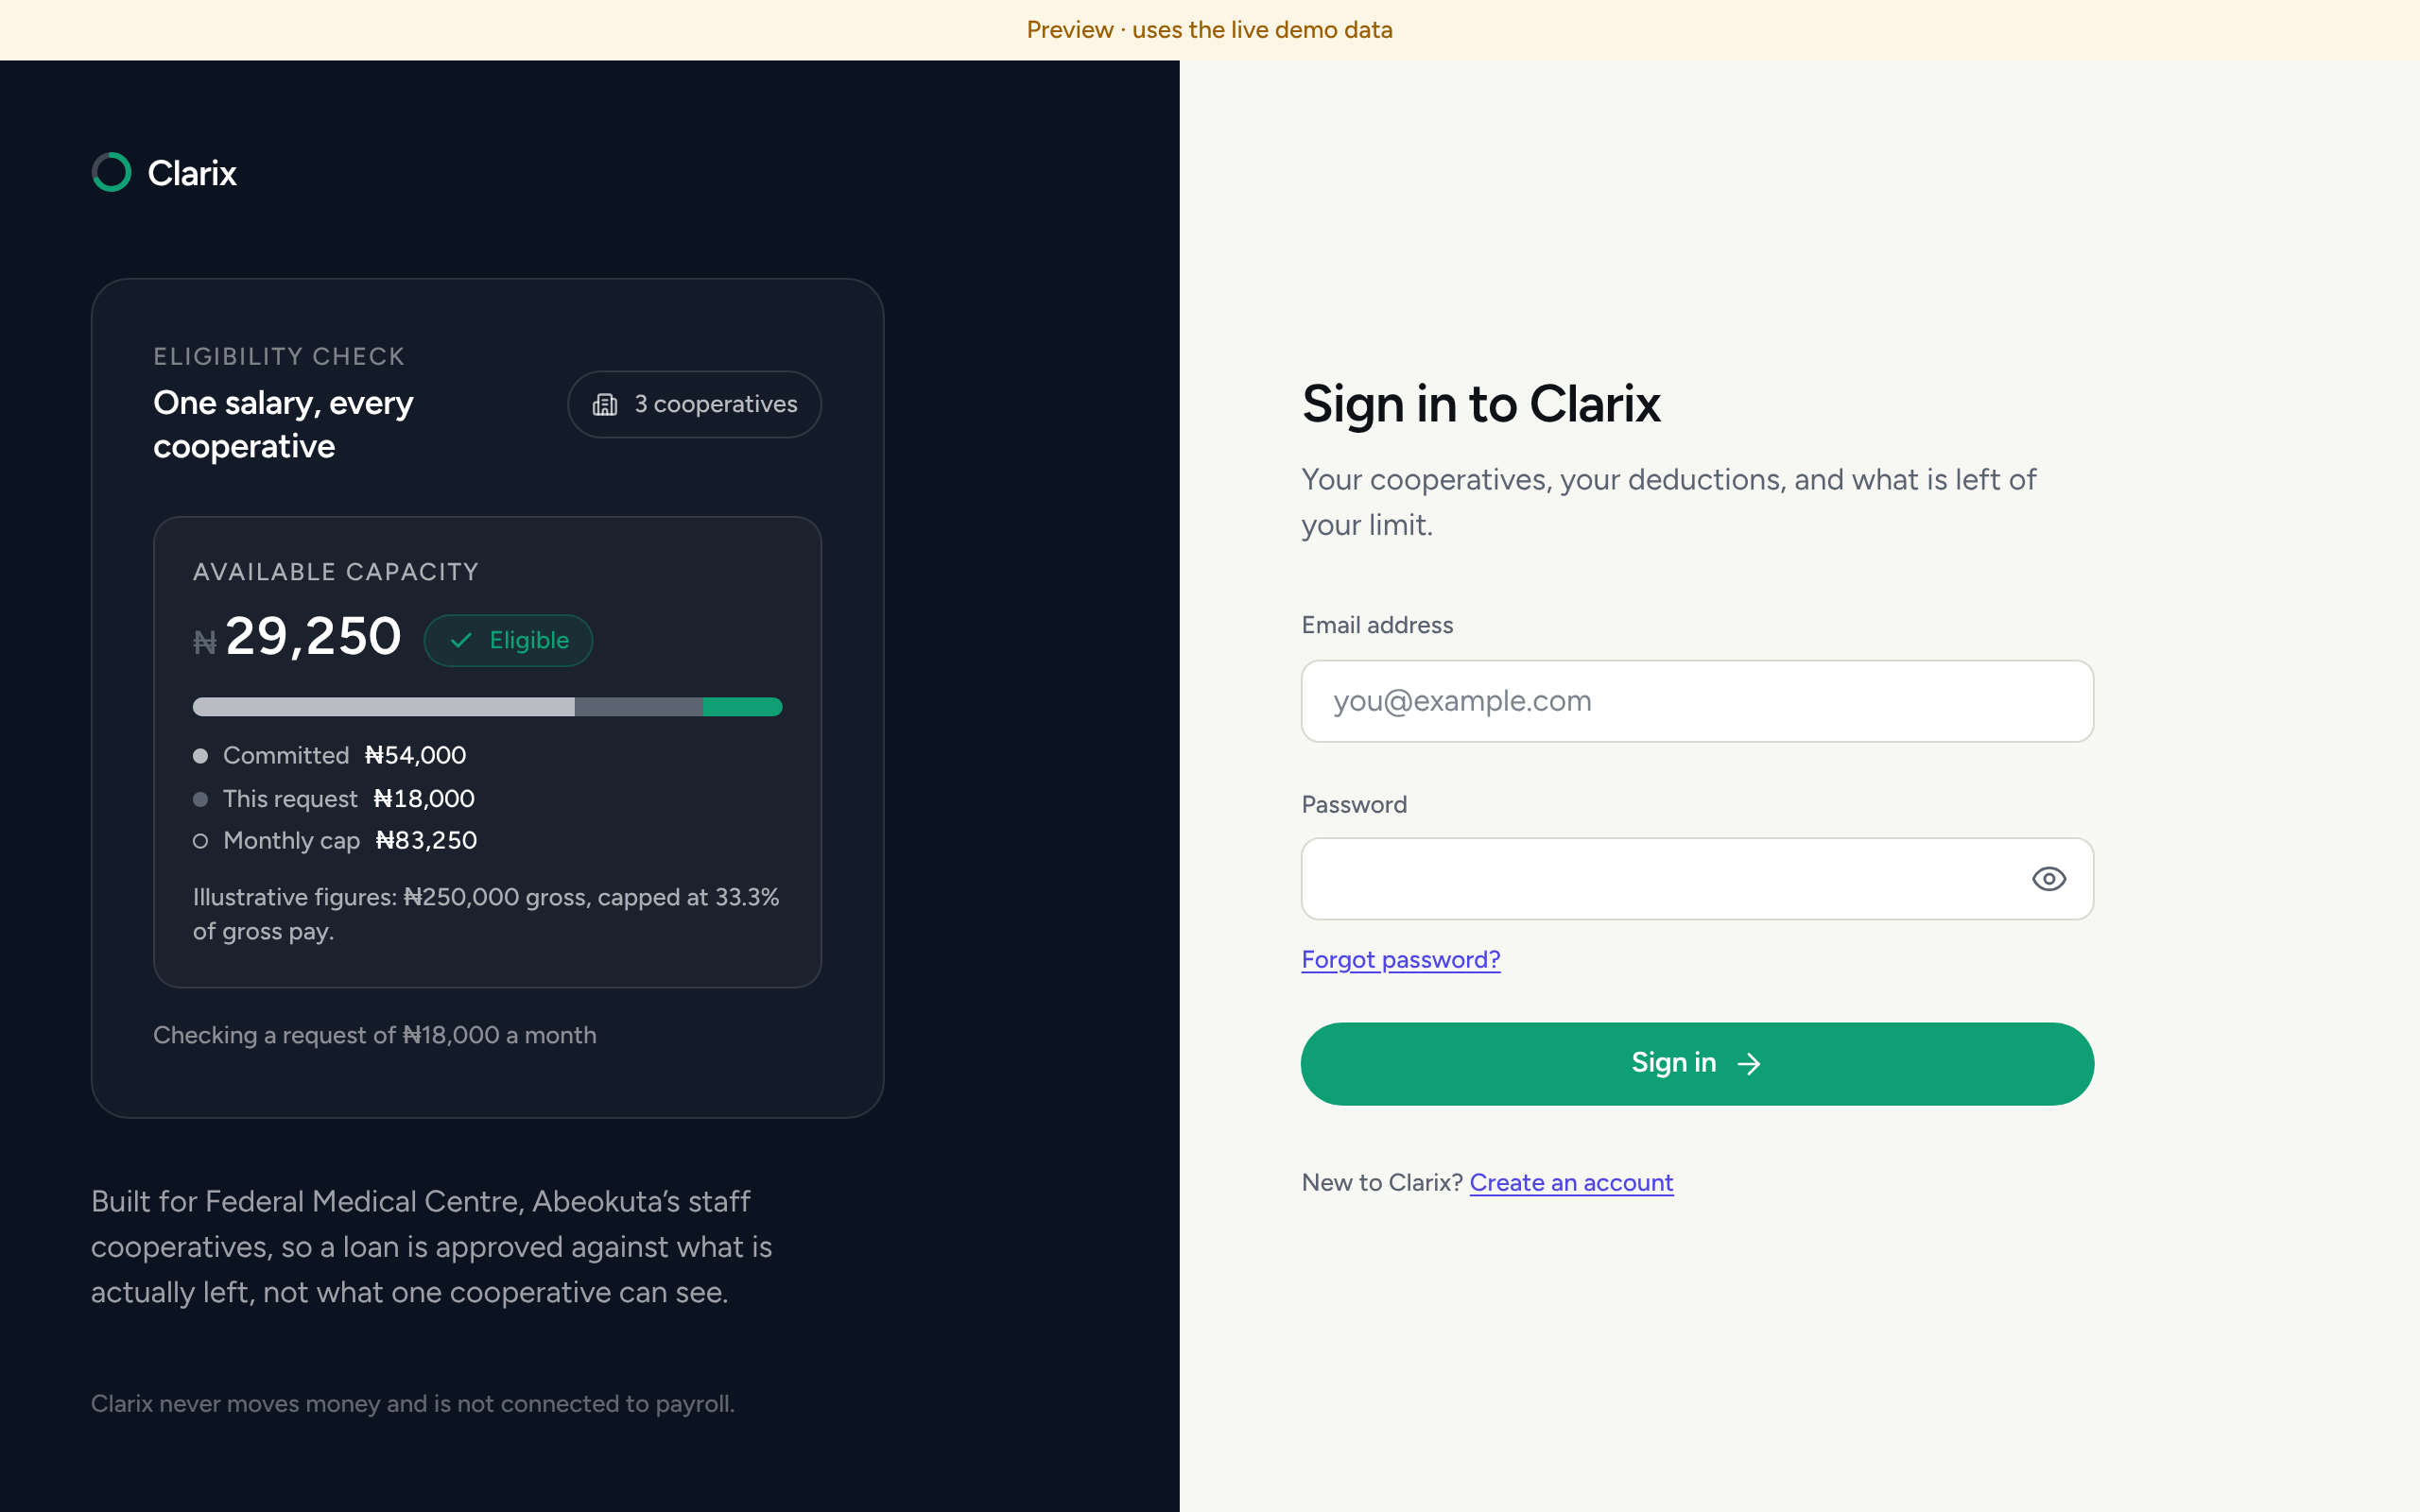 Preview · uses the live demo data
Clarix
ELIGIBILITY CHECK
One salary, every
cooperative
3 cooperatives
AVAILABLE CAPACITY
₦29,250
Eligible
Committed ₦54,000
This request ₦18,000
Monthly cap ₦83,250
Illustrative figures: ₦250,000 gross, capped at 33.3%
of gross pay.
Checking a request of ₦18,000 a month
Built for Federal Medical Centre, Abeokuta’s staff
cooperatives, so a loan is approved against what is
actually left, not what one cooperative can see.
Clarix never moves money and is not connected to payroll.
Sign in to Clarix
Your cooperatives, your deductions, and what is left of
your limit.
Email address
you@example.com
Password
Forgot password?
Sign in
New to Clarix? Create an account